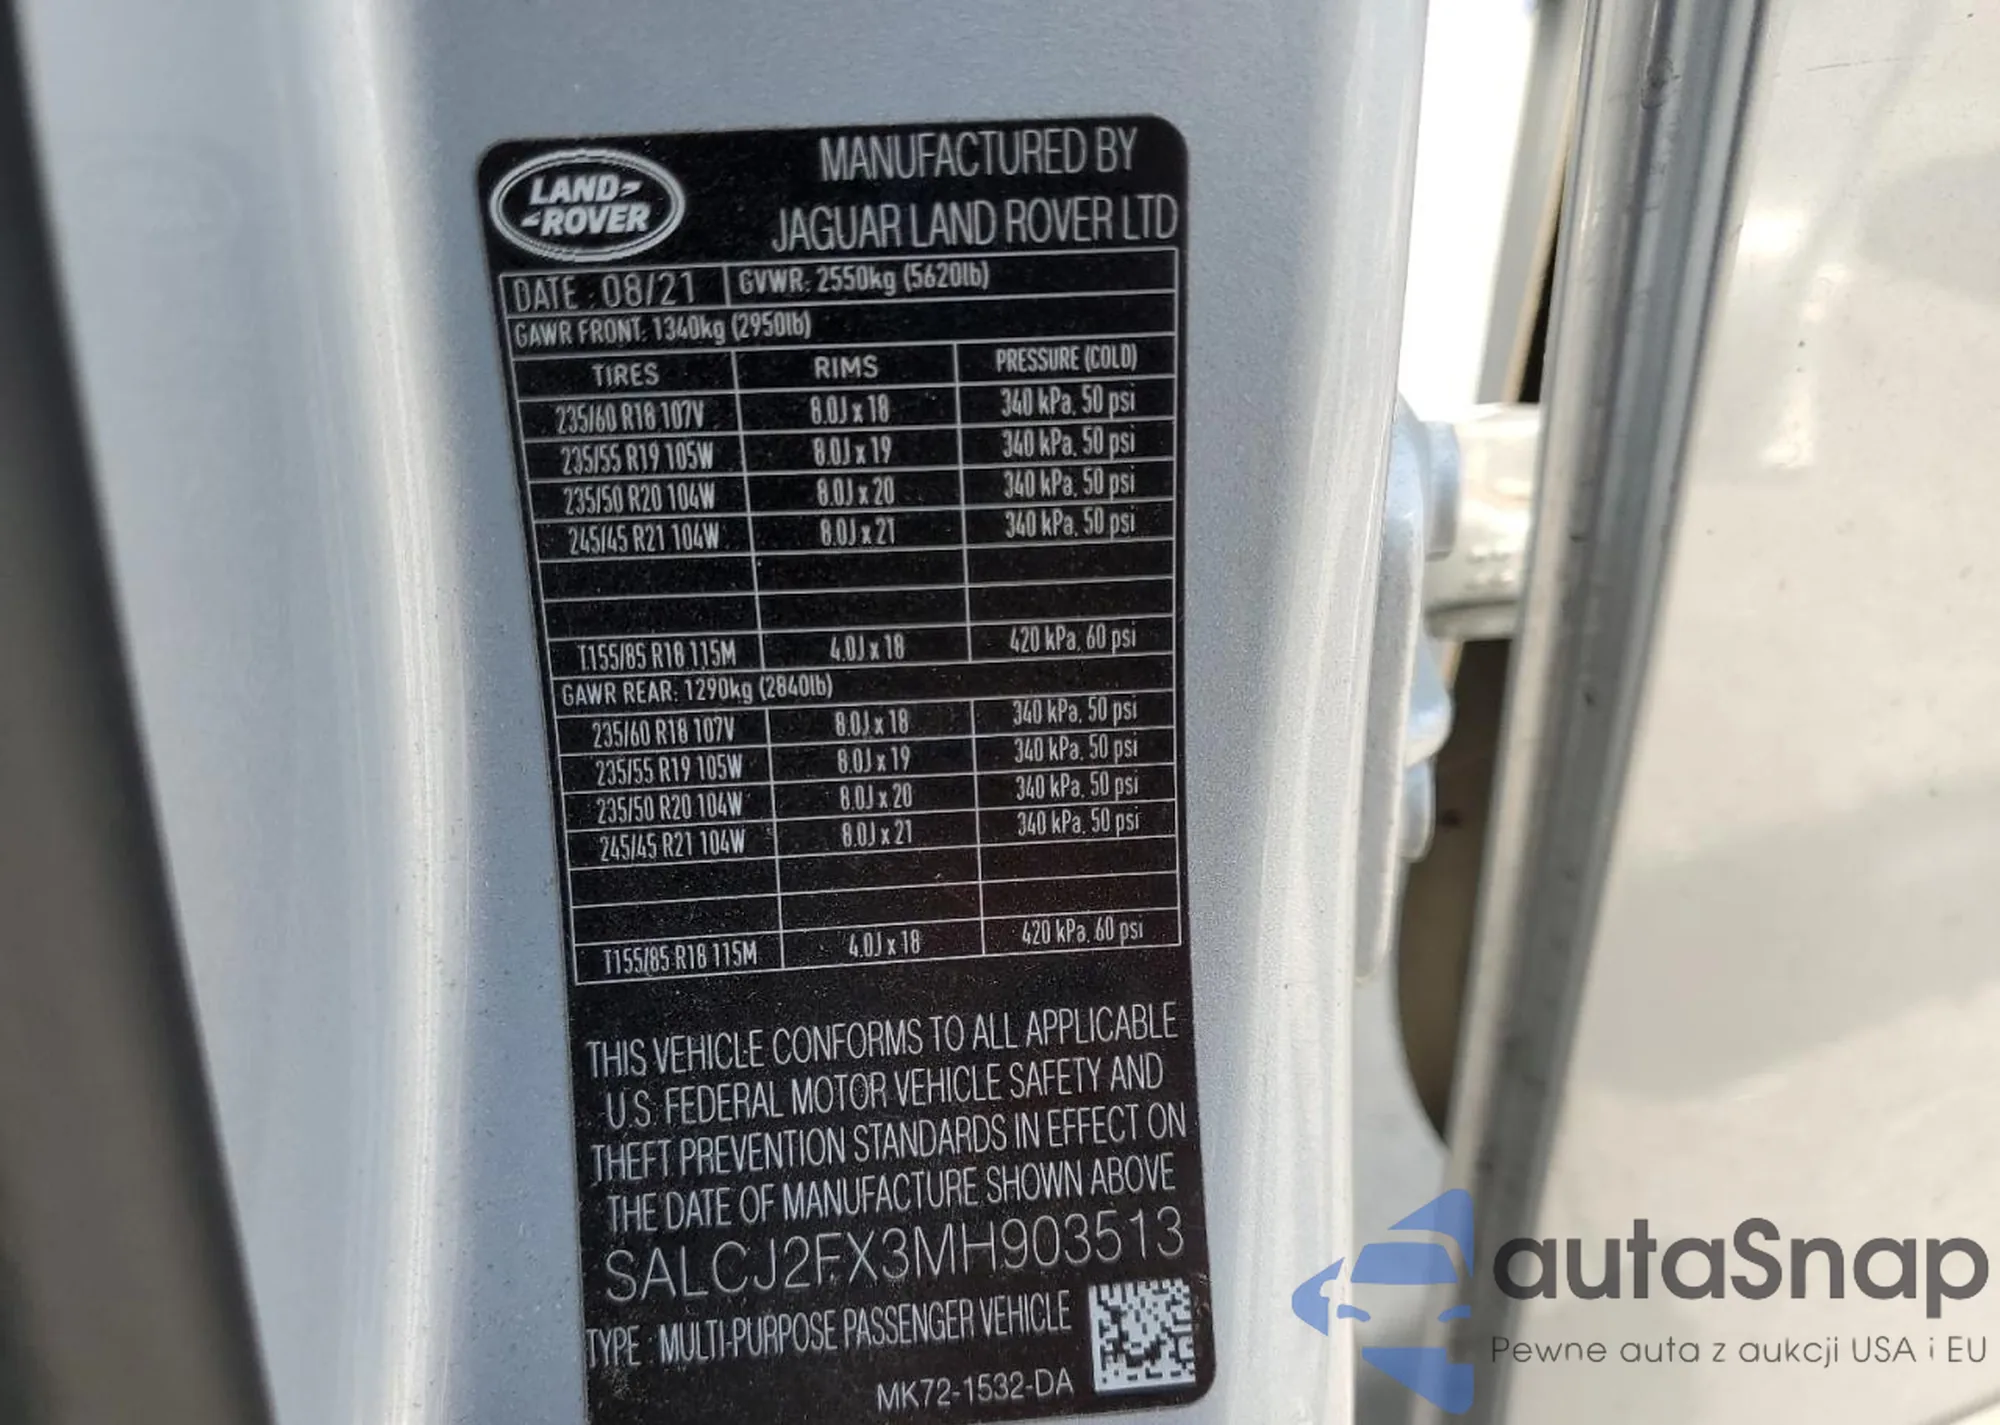 LAND
ROVER
MANUFACTURED BY
JAGUAR LAND ROVER LTD
DATE : 08/21 GVWR: 2550kg (5620lb)
GAWR FRONT: 1340kg (2950lb)
TIRES RIMS PRESSURE (COLD)
235/60 R18 107V 8.0J x 18 340 kPa, 50 psi
235/55 R19 105W 8.0J x 19 340 kPa, 50 psi
235/50 R20 104W 8.0J x 20 340 kPa, 50 psi
245/45 R21 104W 8.0J x 21 340 kPa, 50 psi
T155/85 R18 115M 4.0J x 18 420 kPa, 60 psi
GAWR REAR: 1290kg (2840lb)
235/60 R18 107V 8.0J x 18 340 kPa, 50 psi
235/55 R19 105W 8.0J x 19 340 kPa, 50 psi
235/50 R20 104W 8.0J x 20 340 kPa, 50 psi
245/45 R21 104W 8.0J x 21 340 kPa, 50 psi
T155/85 R18 115M 4.0J x 18 420 kPa, 60 psi
THIS VEHICLE CONFORMS TO ALL APPLICABLE
U.S. FEDERAL MOTOR VEHICLE SAFETY AND
THEFT PREVENTION STANDARDS IN EFFECT ON
THE DATE OF MANUFACTURE SHOWN ABOVE
SALCJ2FX3MH903513
TYPE : MULTI-PURPOSE PASSENGER VEHICLE
MK72-1532-DA
autaSnap
Pewne auta z aukcji USA i EU